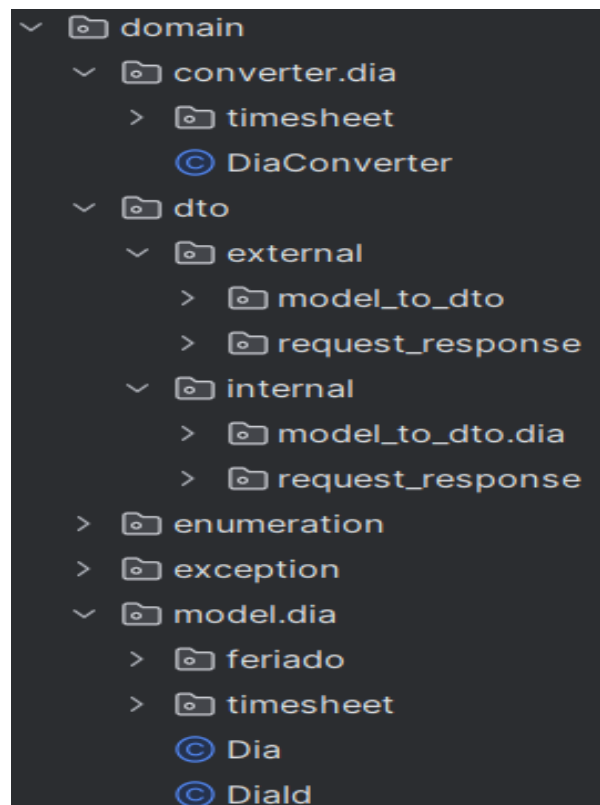 domain
converter.dia
timesheet
DiaConverter
dto
external
model_to_dto
request_response
internal
model_to_dto.dia
request_response
enumeration
exception
model.dia
feriado
timesheet
Dia
DiaId